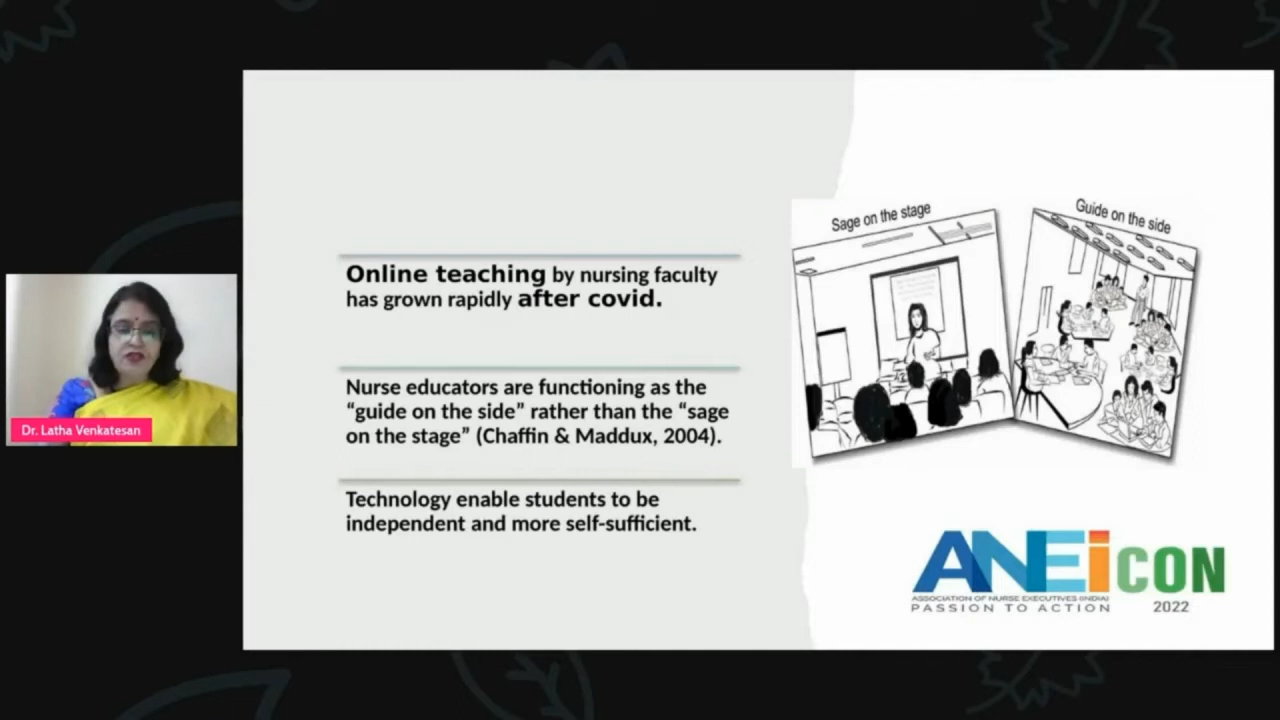 Dr. Latha Venkatesan
Online teaching by nursing faculty
has grown rapidly after covid.
Nurse educators are functioning as the
“guide on the side” rather than the “sage
on the stage” (Chaffin & Maddux, 2004).
Technology enable students to be
independent and more self-sufficient.
Sage on the stage
Guide on the side
ANEiCON
ASSOCIATION OF NURSE EXECUTIVES (INDIA)
PASSION TO ACTION
2022